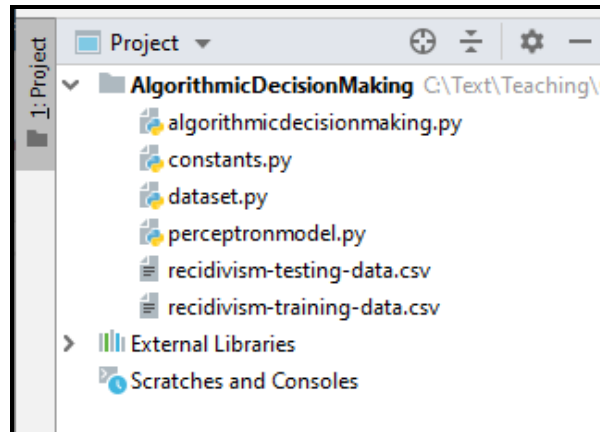 1: Project
Project
AlgorithmicDecisionMaking C:\Text\Teaching\
algorithmicdecisionmaking.py
constants.py
dataset.py
perceptronmodel.py
recidivism-testing-data.csv
recidivism-training-data.csv
External Libraries
Scratches and Consoles